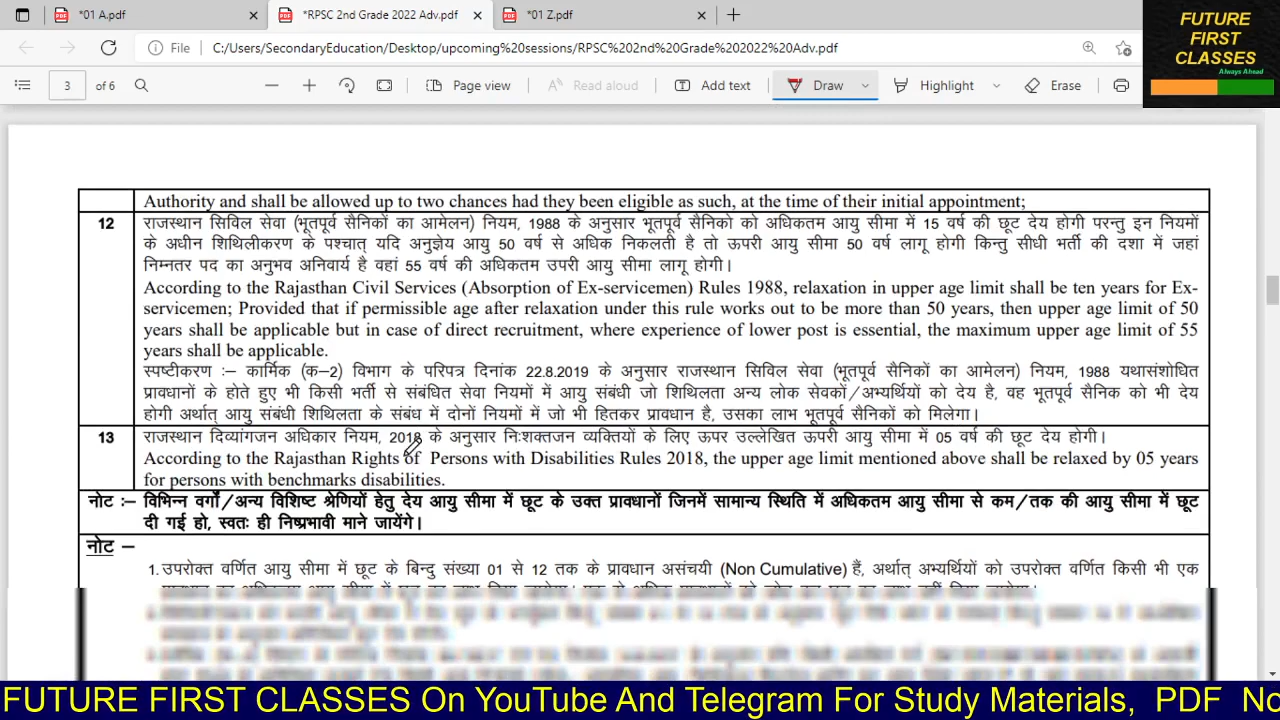 *01 A.pdf
*RPSC 2nd Grade 2022 Adv.pdf
*01 Z.pdf
FUTURE
FIRST
CLASSES
Always Ahead
File
C:/Users/SecondaryEducation/Desktop/upcoming%20sessions/RPSC%202nd%20Grade%202022%20Adv.pdf
3 of 6
Page view
Read aloud
Add text
Draw
Highlight
Erase
Authority and shall be allowed up to two chances had they been eligible as such, at the time of their initial appointment;
12 राजस्थान सिविल सेवा (भूतपूर्व सैनिकों का आमेलन) नियम, 1988 के अनुसार भूतपूर्व सैनिको को अधिकतम आयु सीमा में 15 वर्ष की छूट देय होगी परन्तु इन नियमों
के अधीन शिथिलीकरण के पश्चात् यदि अनुज्ञेय आयु 50 वर्ष से अधिक निकलती है तो ऊपरी आयु सीमा 50 वर्ष लागू होगी किन्तु सीधी भर्ती की दशा में जहां
निम्नतर पद का अनुभव अनिवार्य है वहां 55 वर्ष की अधिकतम उपरी आयु सीमा लागू होगी।
According to the Rajasthan Civil Services (Absorption of Ex-servicemen) Rules 1988, relaxation in upper age limit shall be ten years for Ex-
servicemen; Provided that if permissible age after relaxation under this rule works out to be more than 50 years, then upper age limit of 50
years shall be applicable but in case of direct recruitment, where experience of lower post is essential, the maximum upper age limit of 55
years shall be applicable.
स्पष्टीकरण :– कार्मिक (क–2) विभाग के परिपत्र दिनांक 22.8.2019 के अनुसार राजस्थान सिविल सेवा (भूतपूर्व सैनिकों का आमेलन) नियम, 1988 यथासंशोधित
प्रावधानों के होते हुए भी किसी भर्ती से संबंधित सेवा नियमों में आयु संबंधी जो शिथिलता अन्य लोक सेवकों/अभ्यर्थियों को देय है, वह भूतपूर्व सैनिक को भी देय
होगी अर्थात् आयु संबंधी शिथिलता के संबंध में दोनों नियमों में जो भी हितकर प्रावधान है, उसका लाभ भूतपूर्व सैनिकों को मिलेगा।
13 राजस्थान दिव्यांगजन अधिकार नियम, 2018 के अनुसार निःशक्तजन व्यक्तियों के लिए ऊपर उल्लेखित ऊपरी आयु सीमा में 05 वर्ष की छूट देय होगी।
According to the Rajasthan Rights of Persons with Disabilities Rules 2018, the upper age limit mentioned above shall be relaxed by 05 years
for persons with benchmarks disabilities.
नोट :– विभिन्न वर्गों/अन्य विशिष्ट श्रेणियों हेतु देय आयु सीमा में छूट के उक्त प्रावधानों जिनमें सामान्य स्थिति में अधिकतम आयु सीमा से कम/तक की आयु सीमा में छूट
दी गई हो, स्वतः ही निष्प्रभावी माने जायेंगे।
नोट –
1. उपरोक्त वर्णित आयु सीमा में छूट के बिन्दु संख्या 01 से 12 तक के प्रावधान असंचयी (Non Cumulative) हैं, अर्थात् अभ्यर्थियों को उपरोक्त वर्णित किसी भी एक
FUTURE FIRST CLASSES On YouTube And Telegram For Study Materials, PDF No